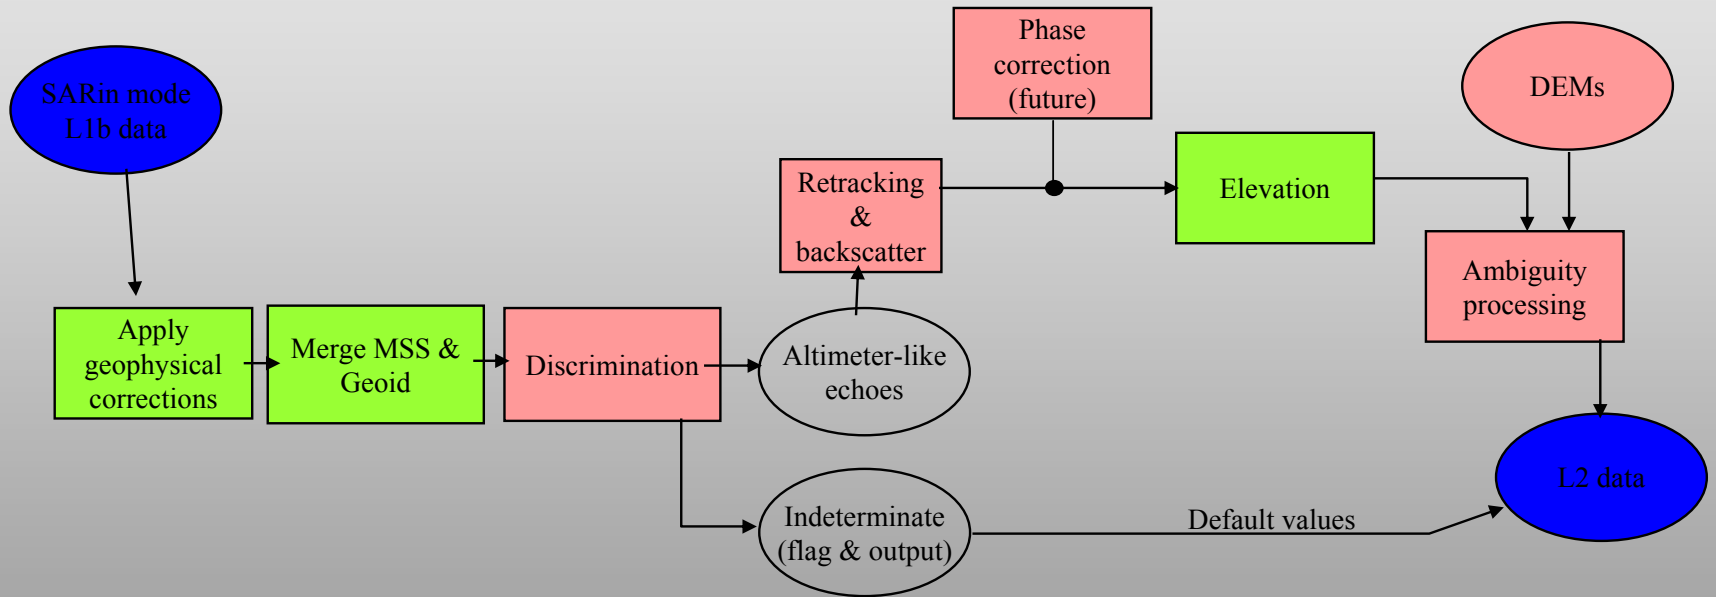 SARin mode
L1b data
Apply
geophysical
corrections
Merge MSS &
Geoid
Discrimination
Altimeter-like
echoes
Indeterminate
(flag & output)
Default values
Retracking
&
backscatter
Phase
correction
(future)
Elevation
DEMs
Ambiguity
processing
L2 data